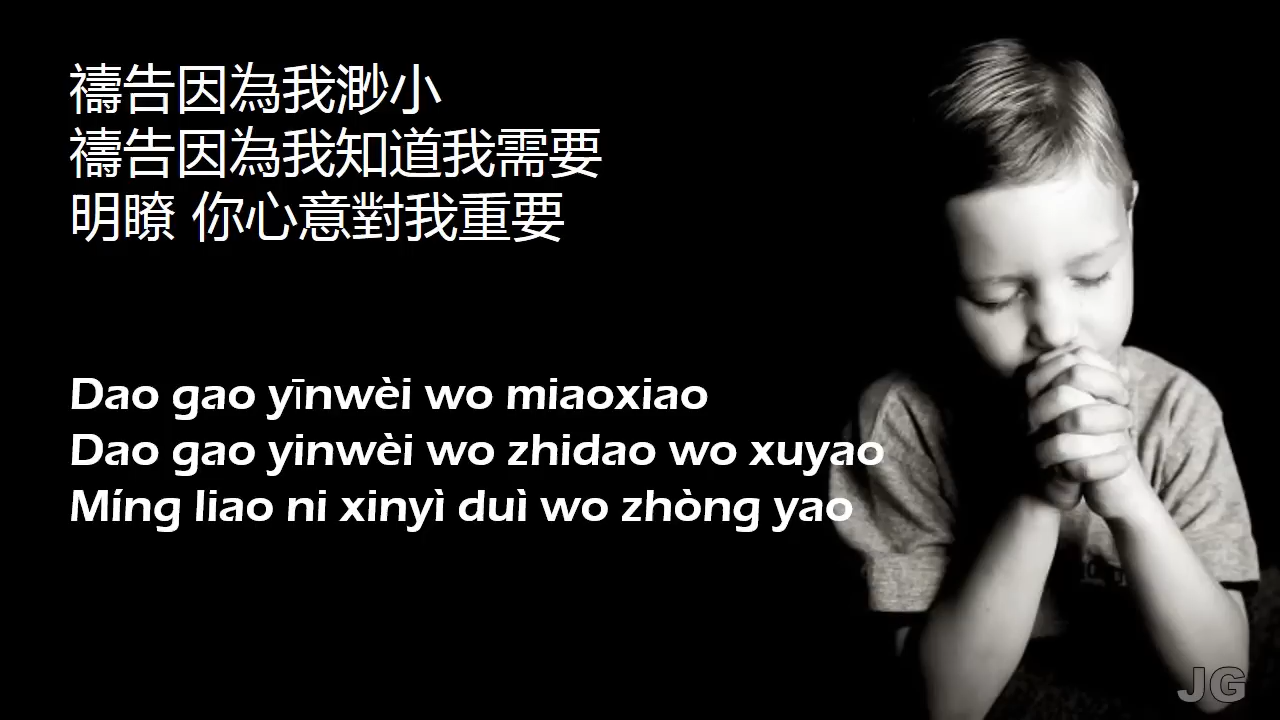 禱告因為我渺小
禱告因為我知道我需要
明瞭 你心意對我重要
Dao gao yīnwèi wo miaoxiao
Dao gao yinwèi wo zhidao wo xuyao
Míng liao ni xinyì duì wo zhòng yao
JG